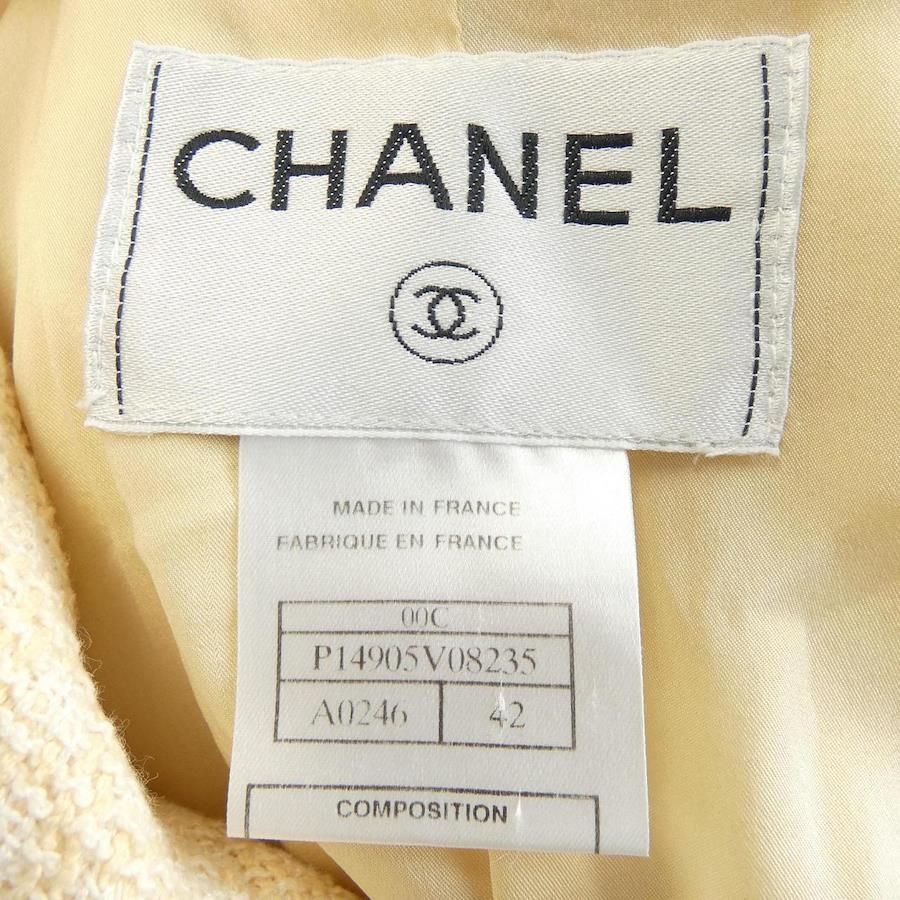 CHANEL
MADE IN FRANCE
FABRIQUE EN FRANCE
00C
P14905V08235
A0246 42
COMPOSITION